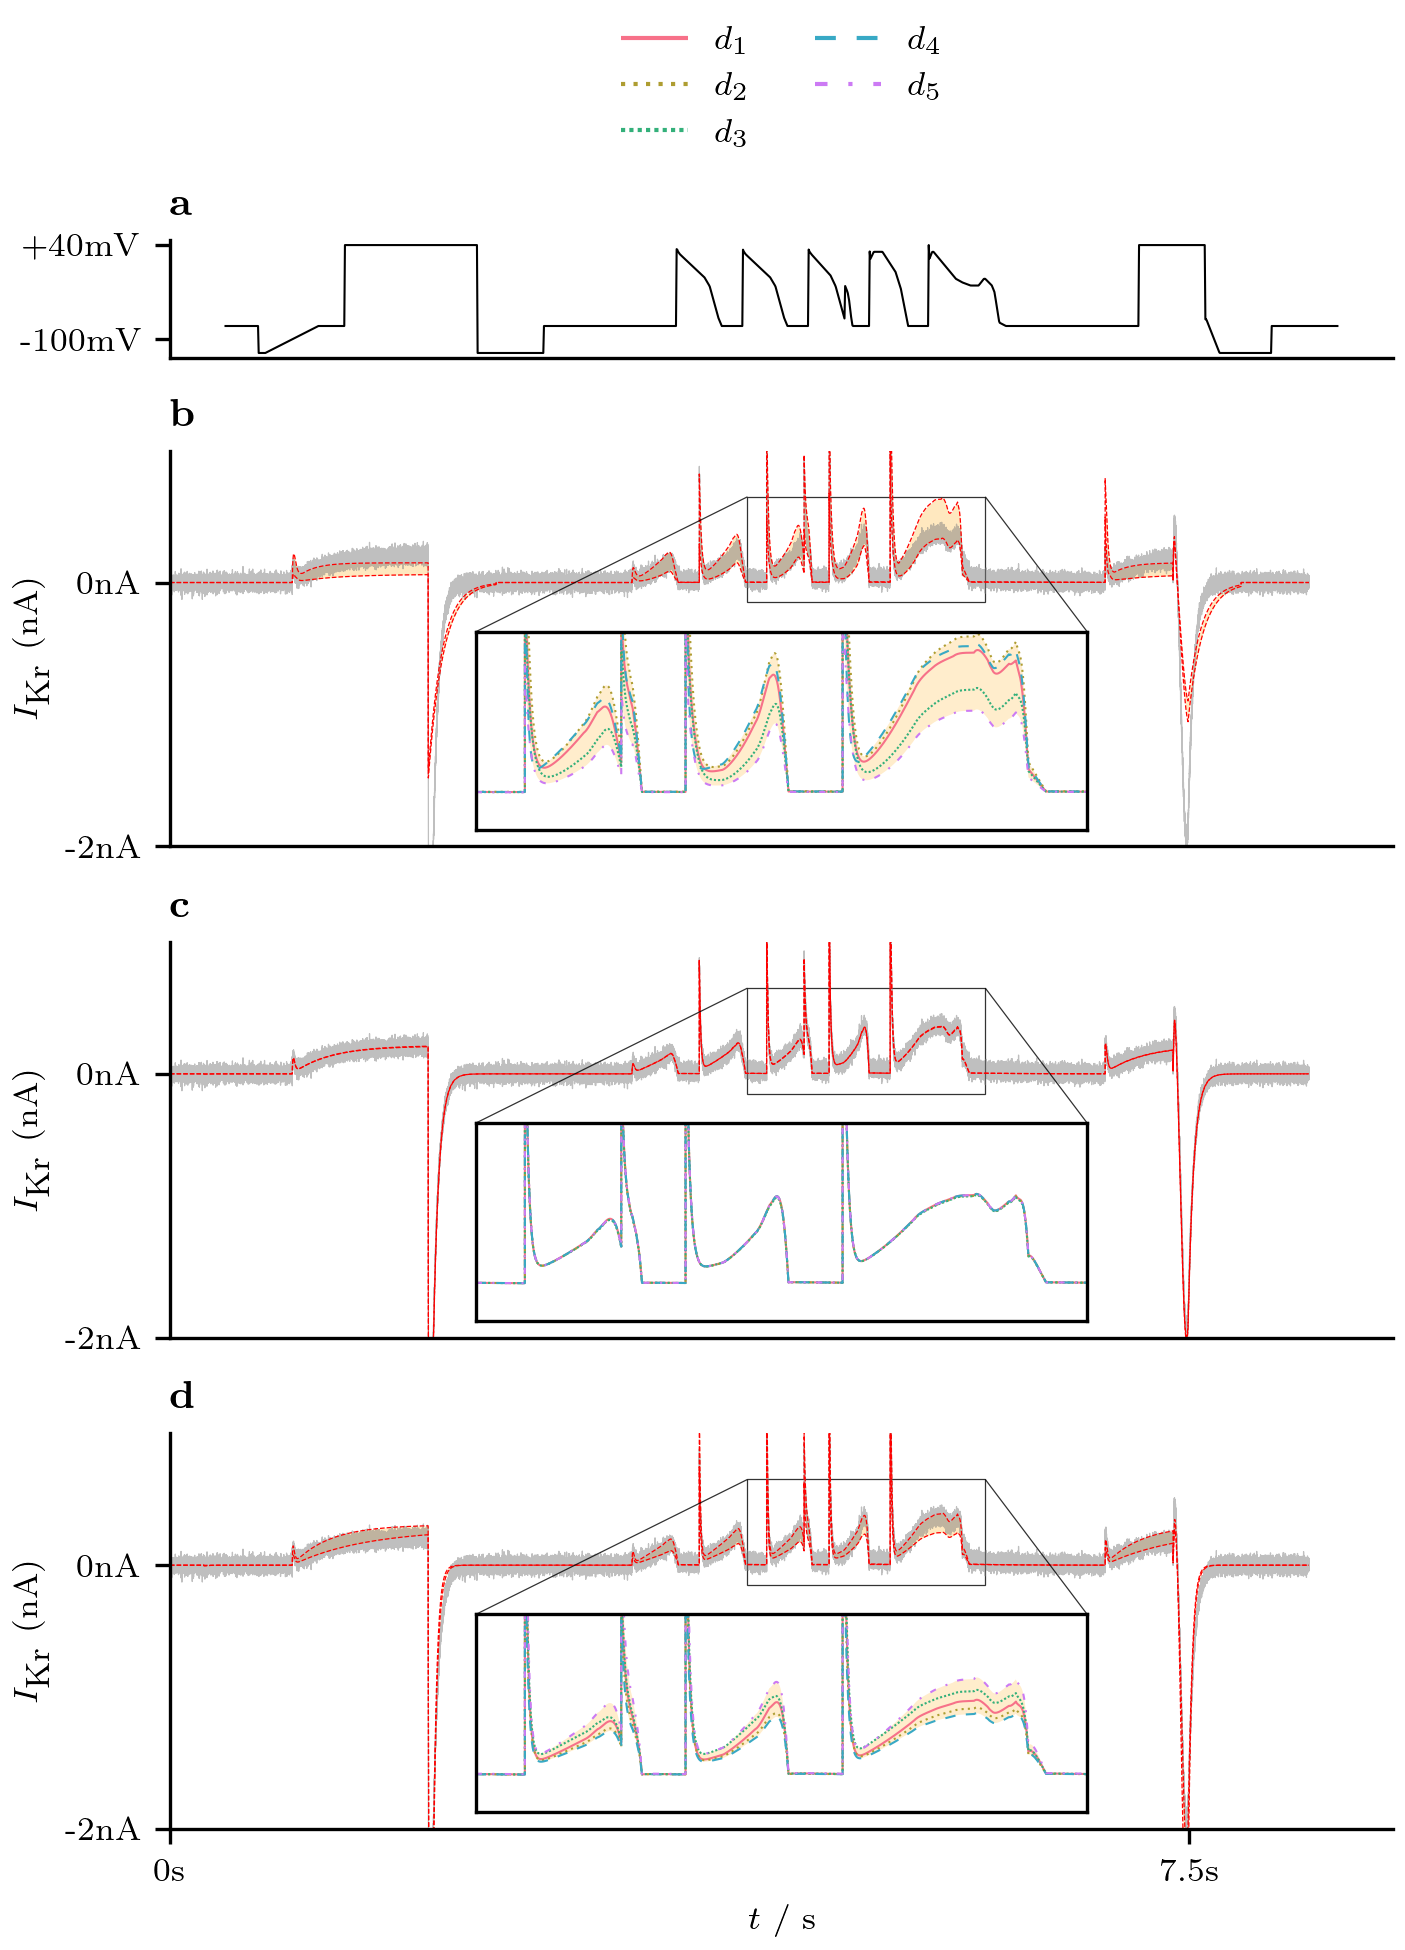 d1 d4
d2 d5
d3
a
+40mV
-100mV
b
0nA
-2nA
IKr (nA)
c
0nA
-2nA
IKr (nA)
d
0nA
-2nA
IKr (nA)
0s 7.5s
t / s